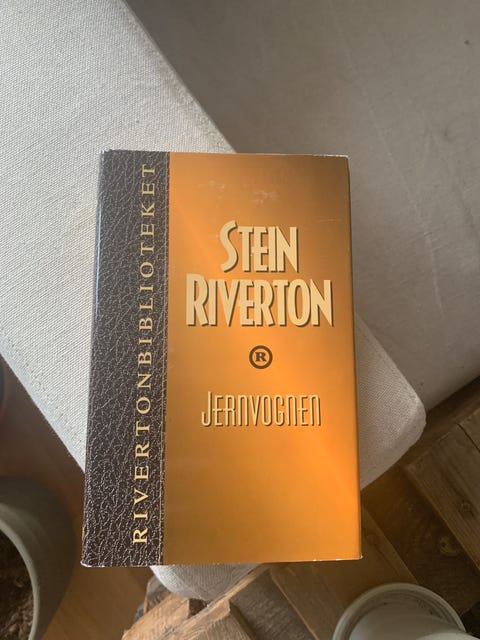 RIVERTONBIBLIOTEKET
STEIN
RIVERTON
®
JERNVOGNEN